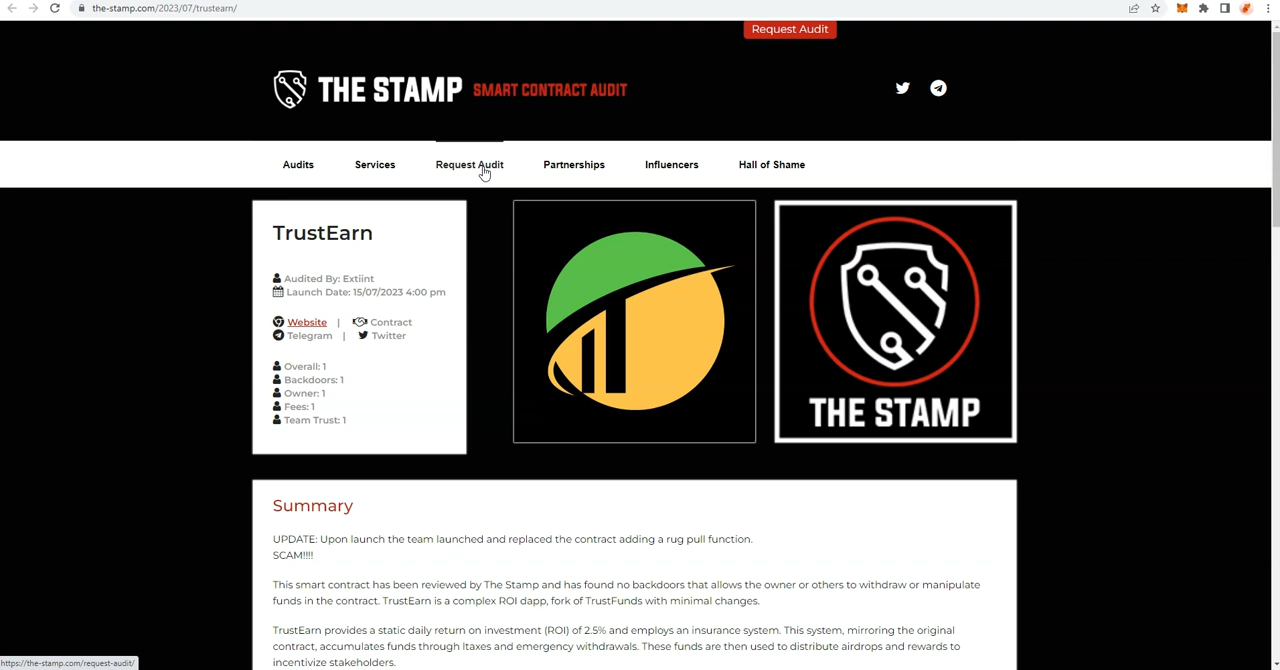 the-stamp.com/2023/07/trustearn/
Request Audit
THE STAMP SMART CONTRACT AUDIT
Audits Services Request Audit Partnerships Influencers Hall of Shame
TrustEarn
Audited By: Extiint
Launch Date: 15/07/2023 4:00 pm
Website | Contract
Telegram | Twitter
Overall: 1
Backdoors: 1
Owner: 1
Fees: 1
Team Trust: 1
THE STAMP
Summary
UPDATE: Upon launch the team launched and replaced the contract adding a rug pull function.
SCAM!!!!
This smart contract has been reviewed by The Stamp and has found no backdoors that allows the owner or others to withdraw or manipulate
funds in the contract. TrustEarn is a complex ROI dapp, fork of TrustFunds with minimal changes.
TrustEarn provides a static daily return on investment (ROI) of 2.5% and employs an insurance system. This system, mirroring the original
contract, accumulates funds through ltaxes and emergency withdrawals. These funds are then used to distribute airdrops and rewards to
incentivize stakeholders.
https://the-stamp.com/request-audit/